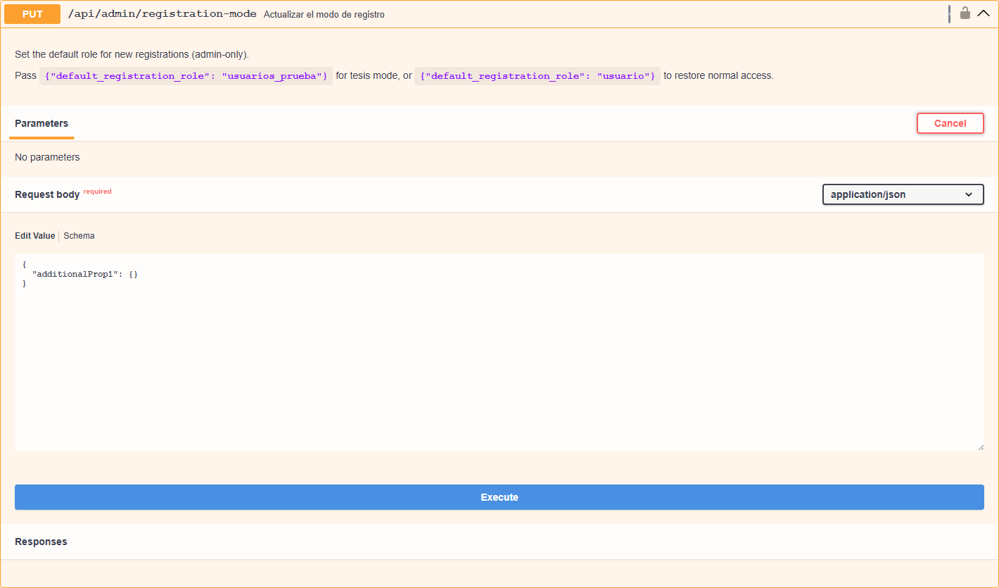 PUT /api/admin/registration-mode Actualizar el modo de registro
Set the default role for new registrations (admin-only).
Pass {"default_registration_role": "usuarios_prueba"} for tesis mode, or {"default_registration_role": "usuario"} to restore normal access.
Parameters Cancel
No parameters
Request body required application/json
Edit Value Schema
{
  "additionalProp1": {}
}
Execute
Responses